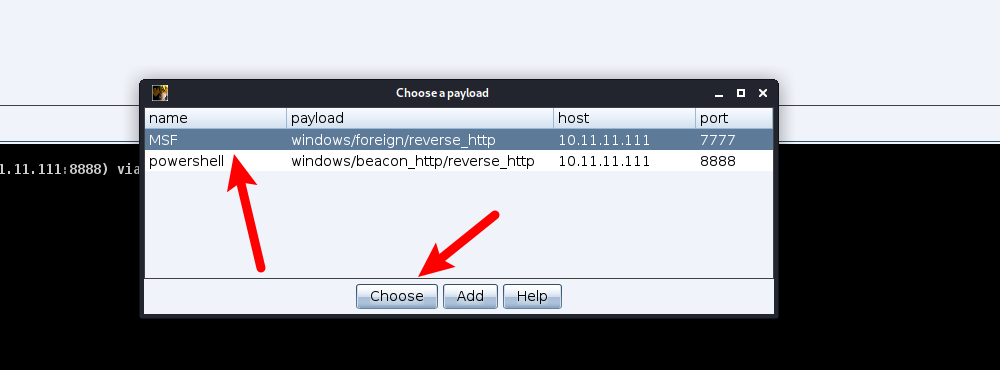 Choose a payload
name payload host port
MSF windows/foreign/reverse_http 10.11.11.111 7777
powershell windows/beacon_http/reverse_http 10.11.11.111 8888
1.11.111:8888) via
Choose Add Help